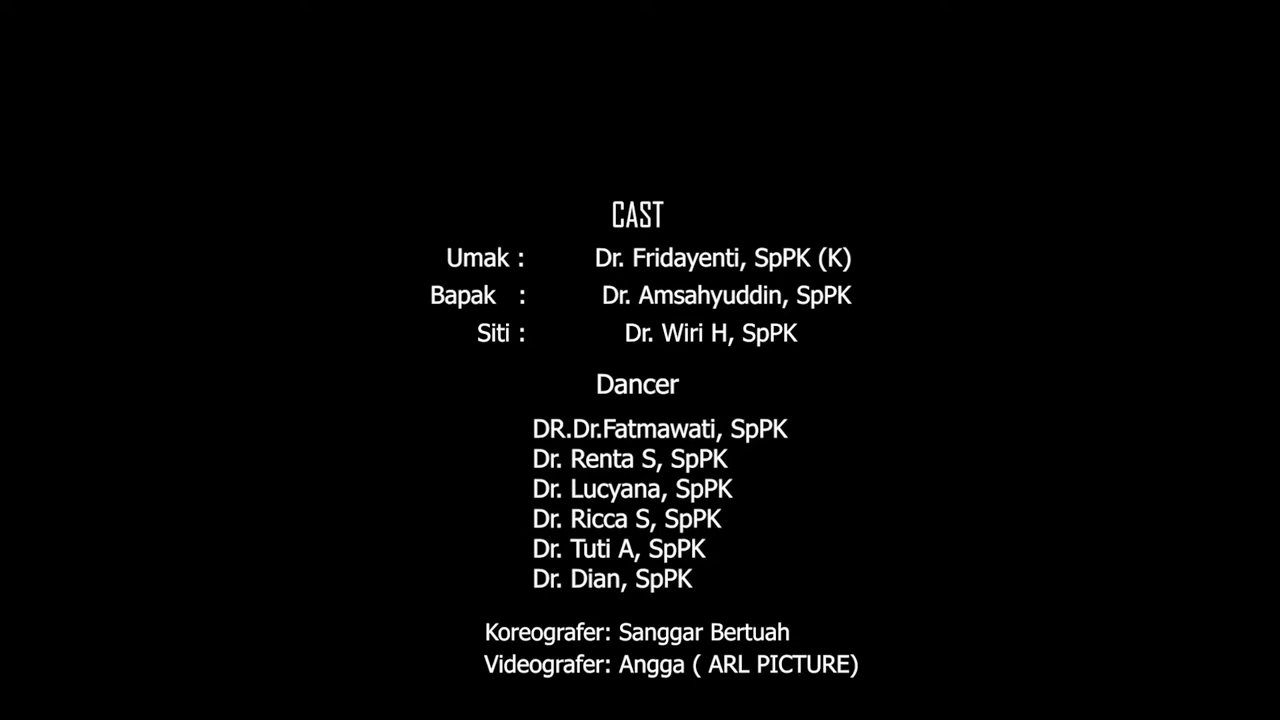 CAST
Umak : Dr. Fridayenti, SpPK (K)
Bapak : Dr. Amsahyuddin, SpPK
Siti : Dr. Wiri H, SpPK
Dancer
DR.Dr.Fatmawati, SpPK
Dr. Renta S, SpPK
Dr. Lucyana, SpPK
Dr. Ricca S, SpPK
Dr. Tuti A, SpPK
Dr. Dian, SpPK
Koreografer: Sanggar Bertuah
Videografer: Angga ( ARL PICTURE)